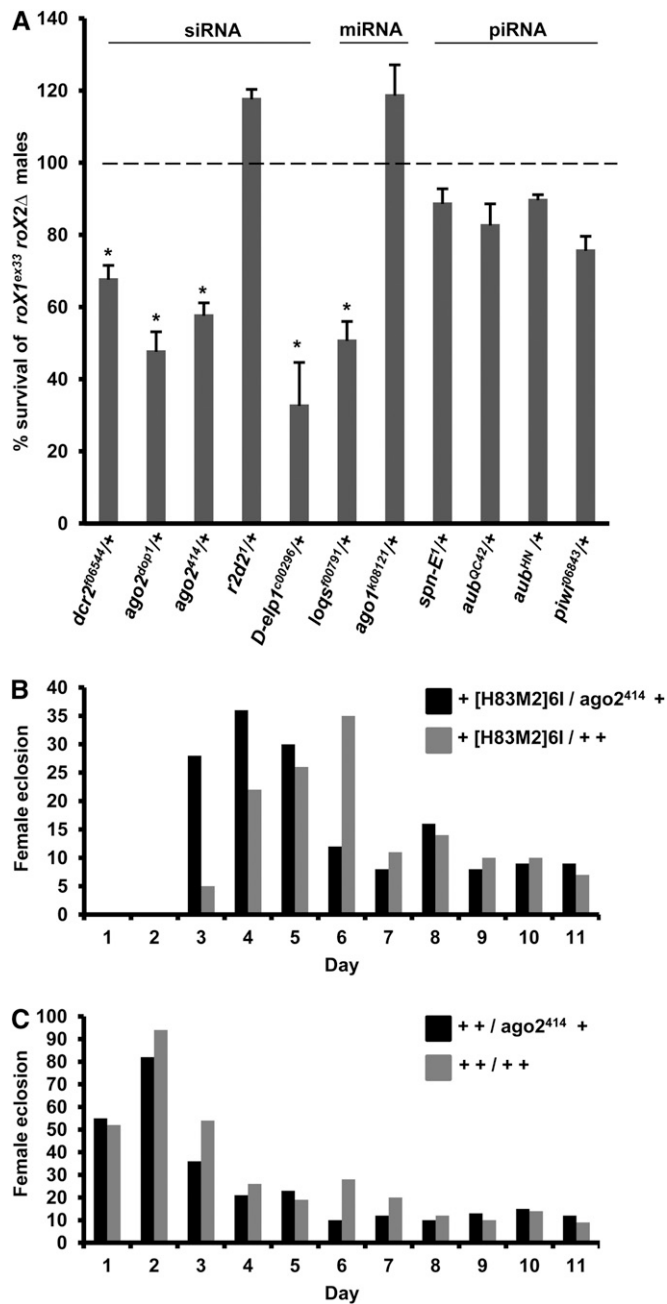 A
siRNA miRNA piRNA
140
120
100
80
60
40
20
0
% survival of roX1ex33 roX2Δ males
* * * * *
dcr2f06544/+
ago2dop1/+
ago2414/+
r2d21/+
D-elp1c00296/+
loqsf00791/+
ago1k08121/+
spn-E1/+
aubQC42/+
aubHN/+
piwi06843/+
B
40
35
30
25
20
15
10
5
0
Female eclosion
+ [H83M2]6I / ago2414 +
+ [H83M2]6I / + +
1 2 3 4 5 6 7 8 9 10 11
Day
C
100
90
80
70
60
50
40
30
20
10
0
Female eclosion
+ + / ago2414 +
+ + / + +
1 2 3 4 5 6 7 8 9 10 11
Day